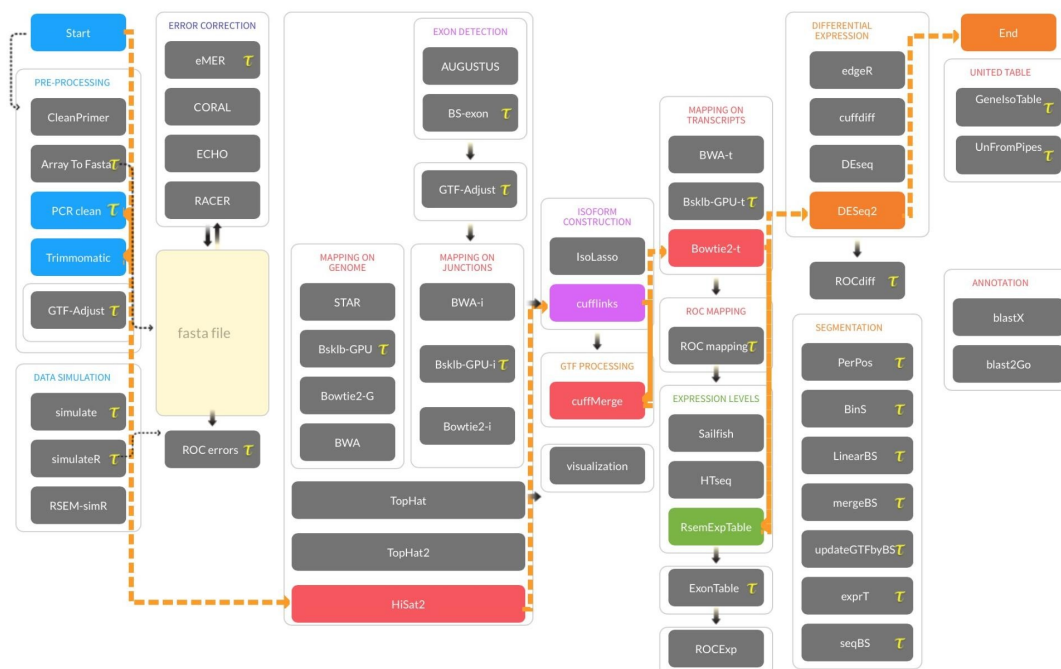 Start
PRE-PROCESSING
CleanPrimer
Array To Fasta τ
PCR clean τ
Trimmomatic
GTF-Adjust τ
DATA SIMULATION
simulate τ
simulateR τ
RSEM-simR
ERROR CORRECTION
eMER τ
CORAL
ECHO
RACER
fasta file
ROC errors τ
EXON DETECTION
AUGUSTUS
BS-exon τ
GTF-Adjust τ
MAPPING ON
GENOME
STAR
Bsklb-GPU τ
Bowtie2-G
BWA
MAPPING ON
JUNCTIONS
BWA-i
Bsklb-GPU-i τ
Bowtie2-i
TopHat
TopHat2
HiSat2
ISOFORM
CONSTRUCTION
IsoLasso
cufflinks
GTF PROCESSING
cuffMerge
visualization
MAPPING ON
TRANSCRIPTS
BWA-t
Bsklb-GPU-t τ
Bowtie2-t
ROC MAPPING
ROC mapping τ
EXPRESSION LEVELS
Sailfish
HTseq
RsemExpTable
ExonTable τ
ROCExp
DIFFERENTIAL
EXPRESSION
edgeR
cuffdiff
DEseq
DESeq2
ROCdiff τ
SEGMENTATION
PerPos τ
BinS τ
LinearBS τ
mergeBS τ
updateGTFbyBS τ
exprT τ
seqBS τ
End
UNITED TABLE
GeneIsoTable τ
UnFromPipes τ
ANNOTATION
blastX
blast2Go